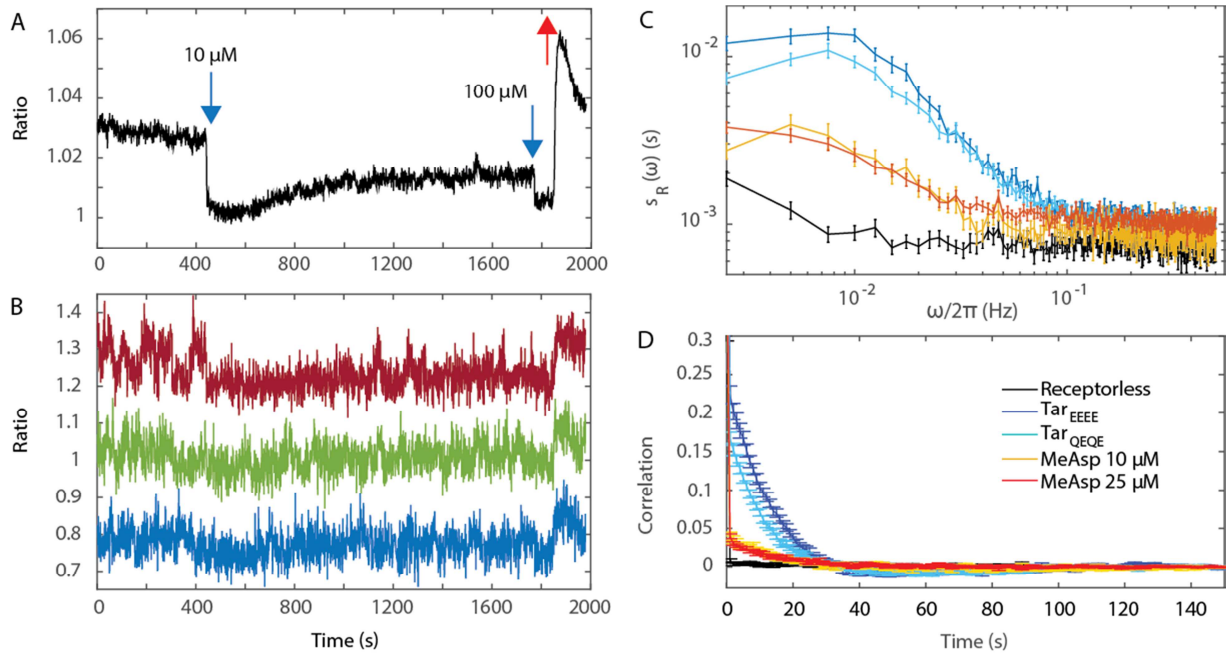 A
1.06
1.04
1.02
1
Ratio
10 µM
100 µM
0
400
800
1200
1600
2000
B
1.4
1.3
1.2
1.1
1
0.9
0.8
0.7
Ratio
0
400
800
1200
1600
2000
Time (s)
C
10⁻²
10⁻³
s_R(ω) (s)
10⁻²
10⁻¹
ω/2π (Hz)
D
0.3
0.25
0.2
0.15
0.1
0.05
0
Correlation
Receptorless
Tar EEEE
Tar QEQE
MeAsp 10 µM
MeAsp 25 µM
0
20
40
60
80
100
120
140
Time (s)